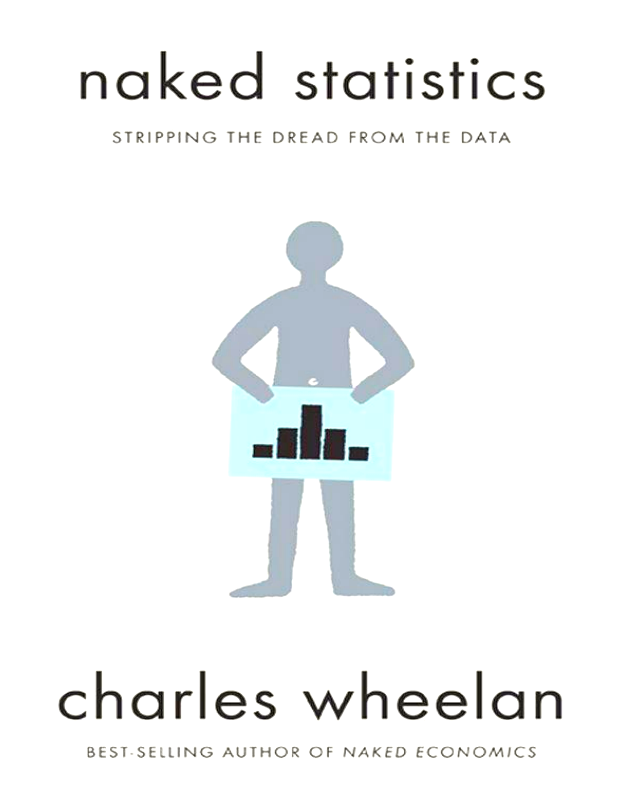 naked statistics
STRIPPING THE DREAD FROM THE DATA
charles wheelan
BEST-SELLING AUTHOR OF NAKED ECONOMICS